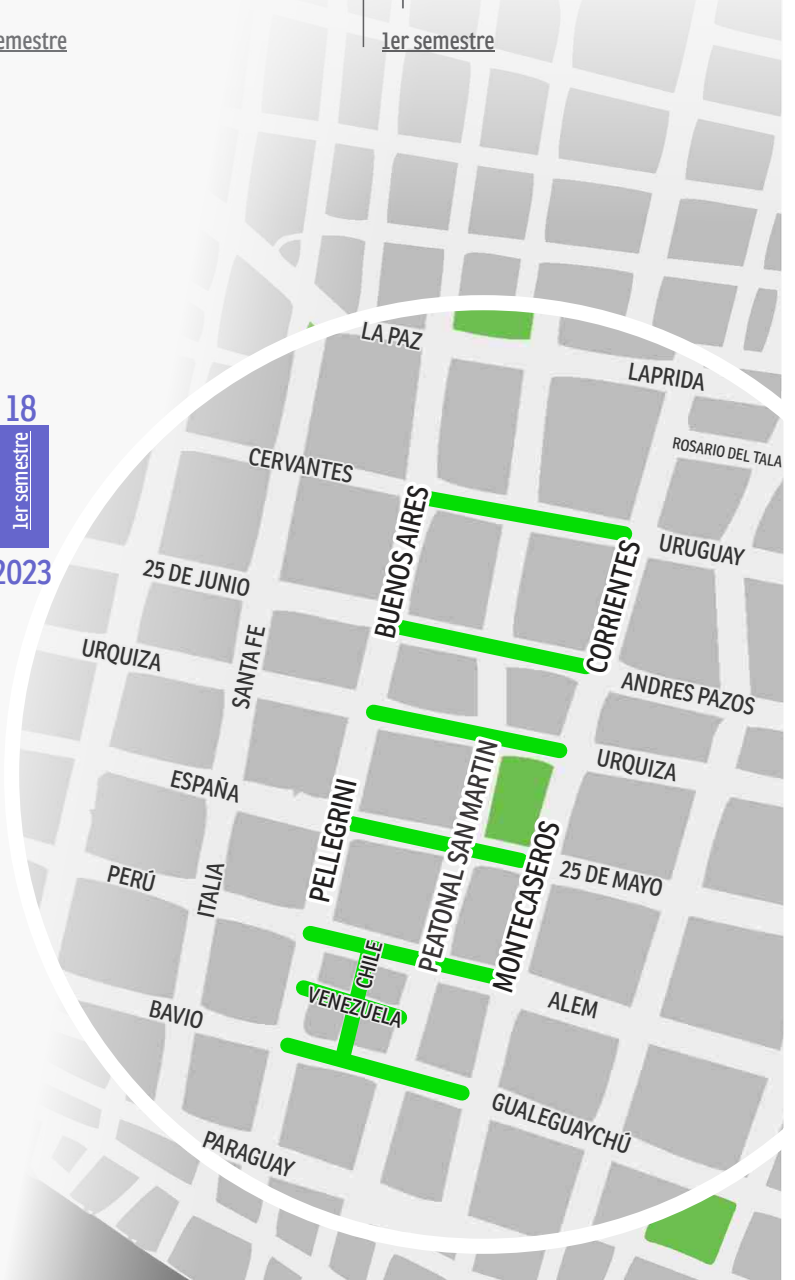 emestre
1er semestre
LA PAZ
LAPRIDA
18
1er semestre
2023
ROSARIO DEL TALA
CERVANTES
BUENOS AIRES
CORRIENTES
URUGUAY
25 DE JUNIO
SANTA FE
URQUIZA
ANDRES PAZOS
URQUIZA
ESPAÑA
PELLEGRINI
PEATONAL SAN MARTIN
MONTECASEROS
25 DE MAYO
PERÚ
ITALIA
CHILE
VENEZUELA
ALEM
BAVIO
GUALEGUAYCHÚ
PARAGUAY